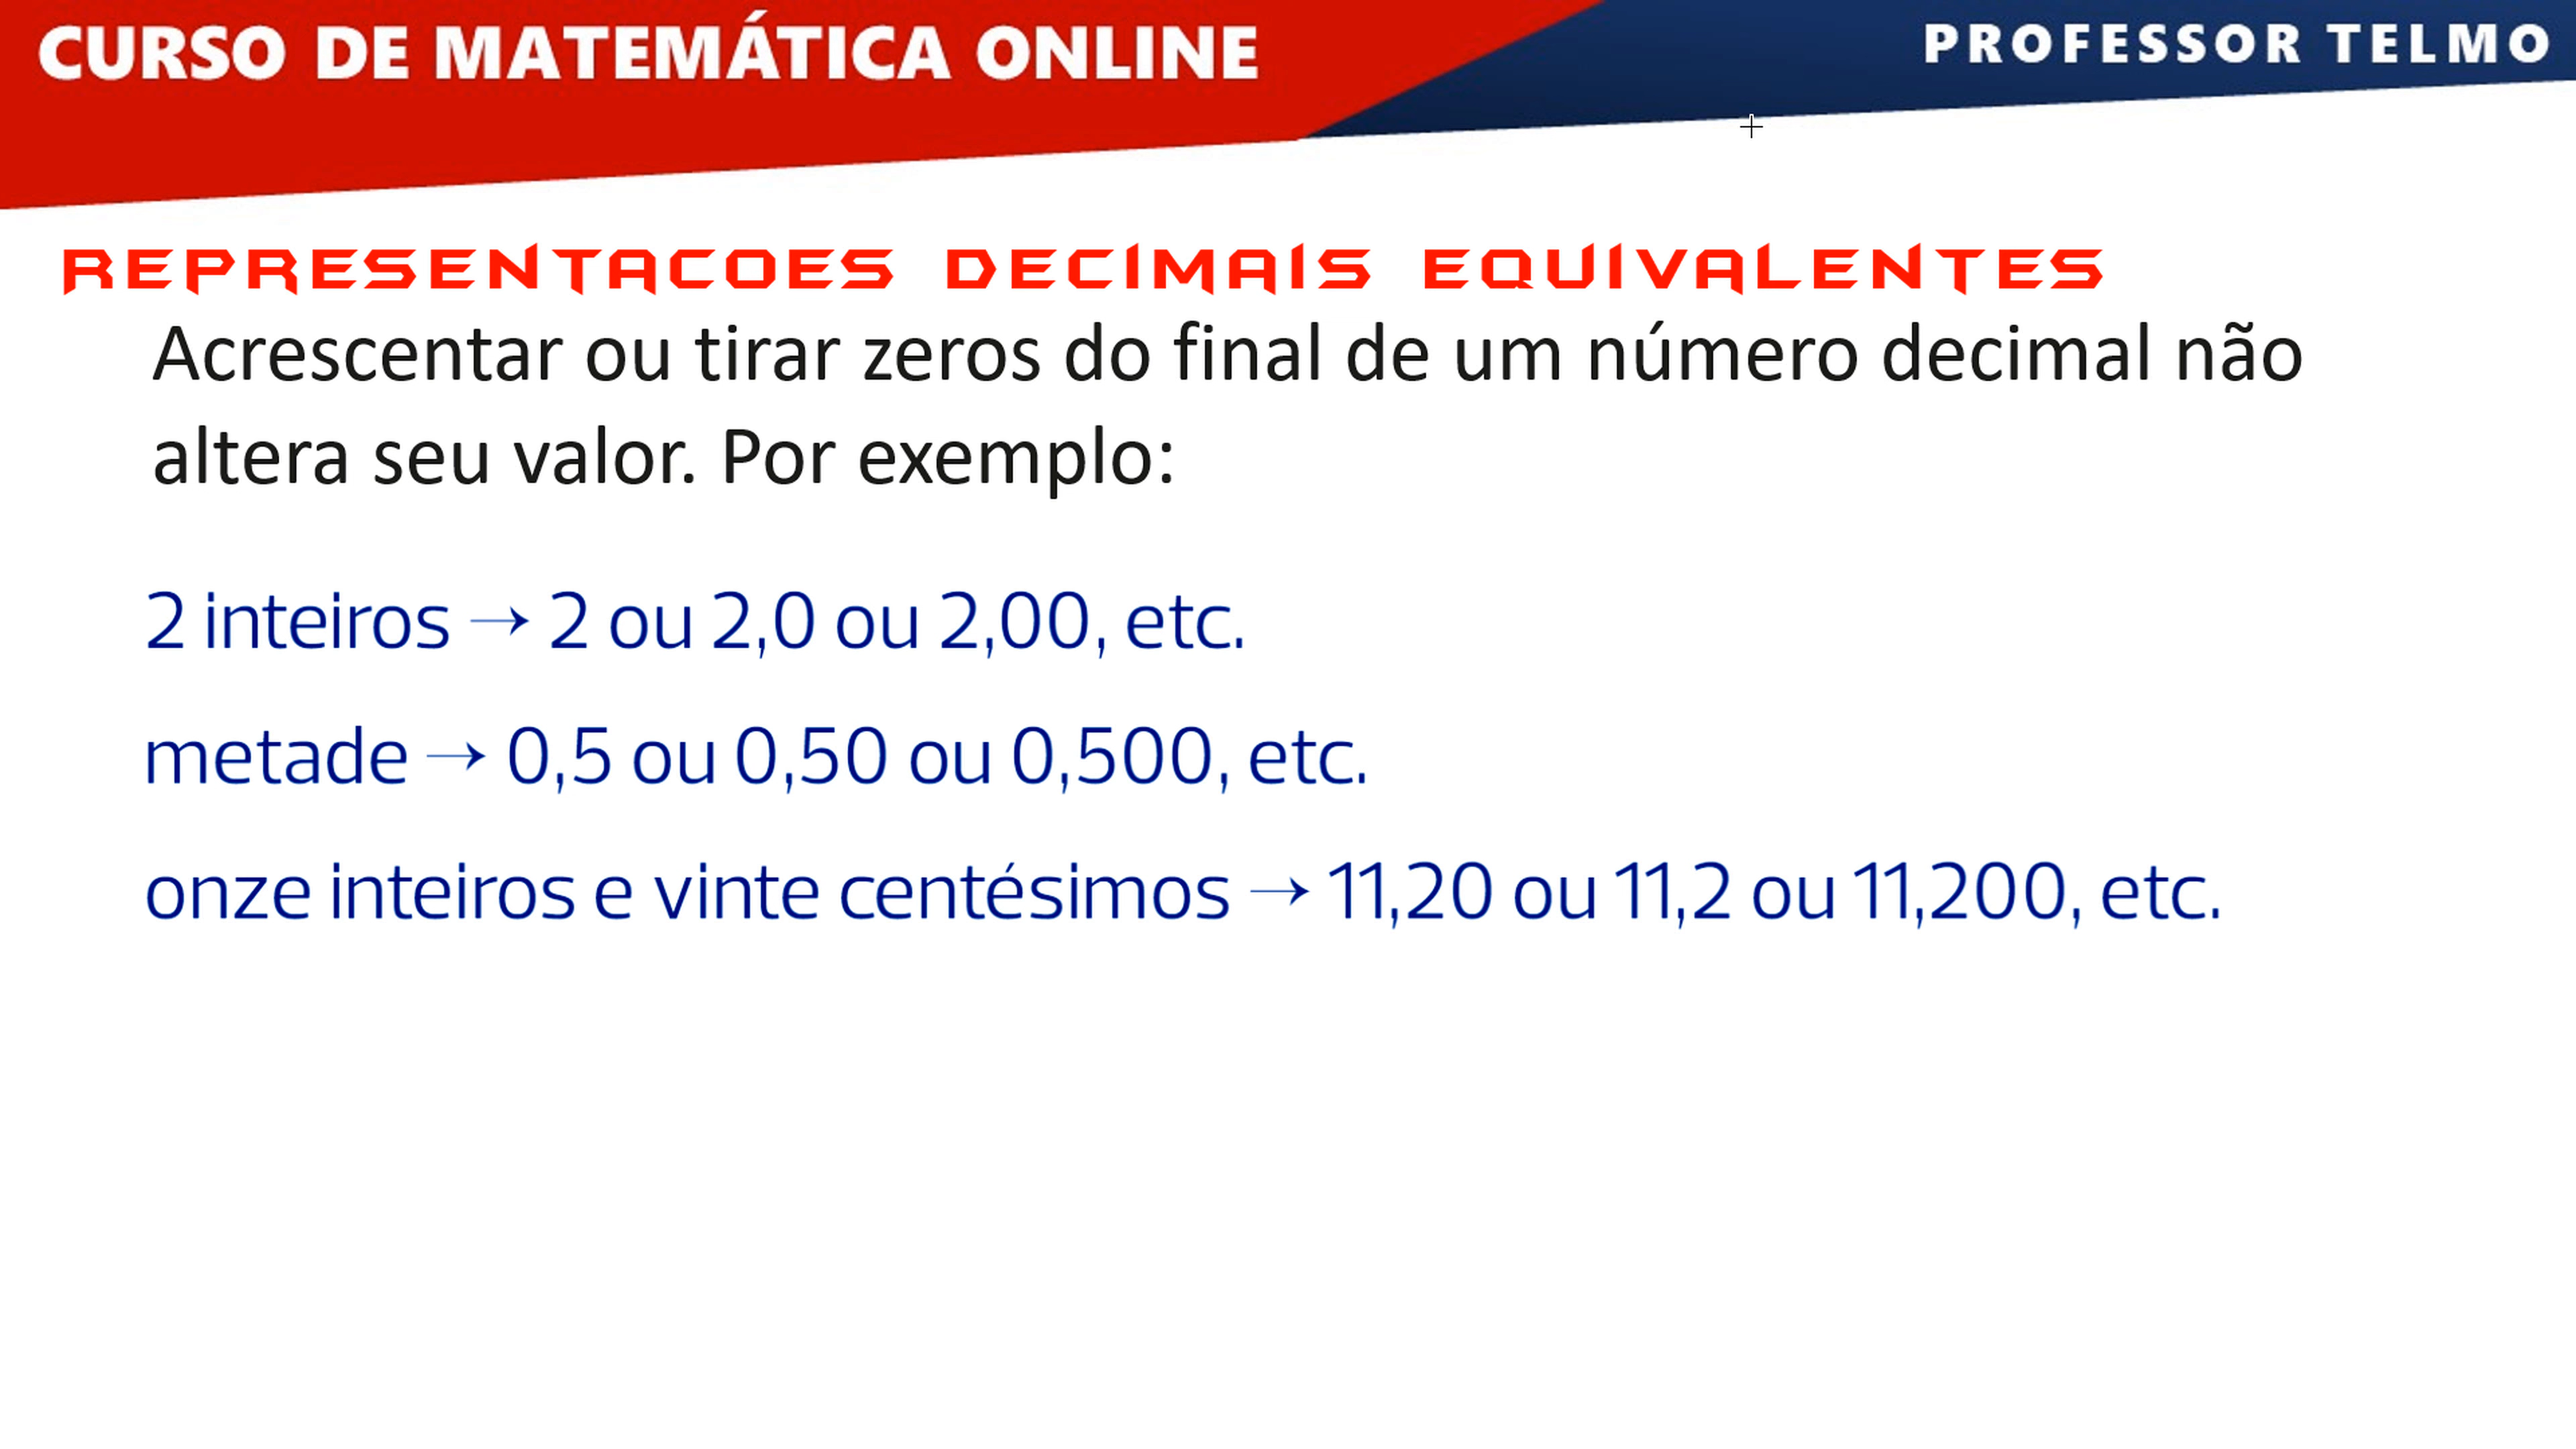 CURSO DE MATEMÁTICA ONLINE
PROFESSOR TELMO
REPRESENTACOES DECIMAIS EQUIVALENTES
Acrescentar ou tirar zeros do final de um número decimal não
altera seu valor. Por exemplo:
2 inteiros → 2 ou 2,0 ou 2,00, etc.
metade → 0,5 ou 0,50 ou 0,500, etc.
onze inteiros e vinte centésimos → 11,20 ou 11,2 ou 11,200, etc.